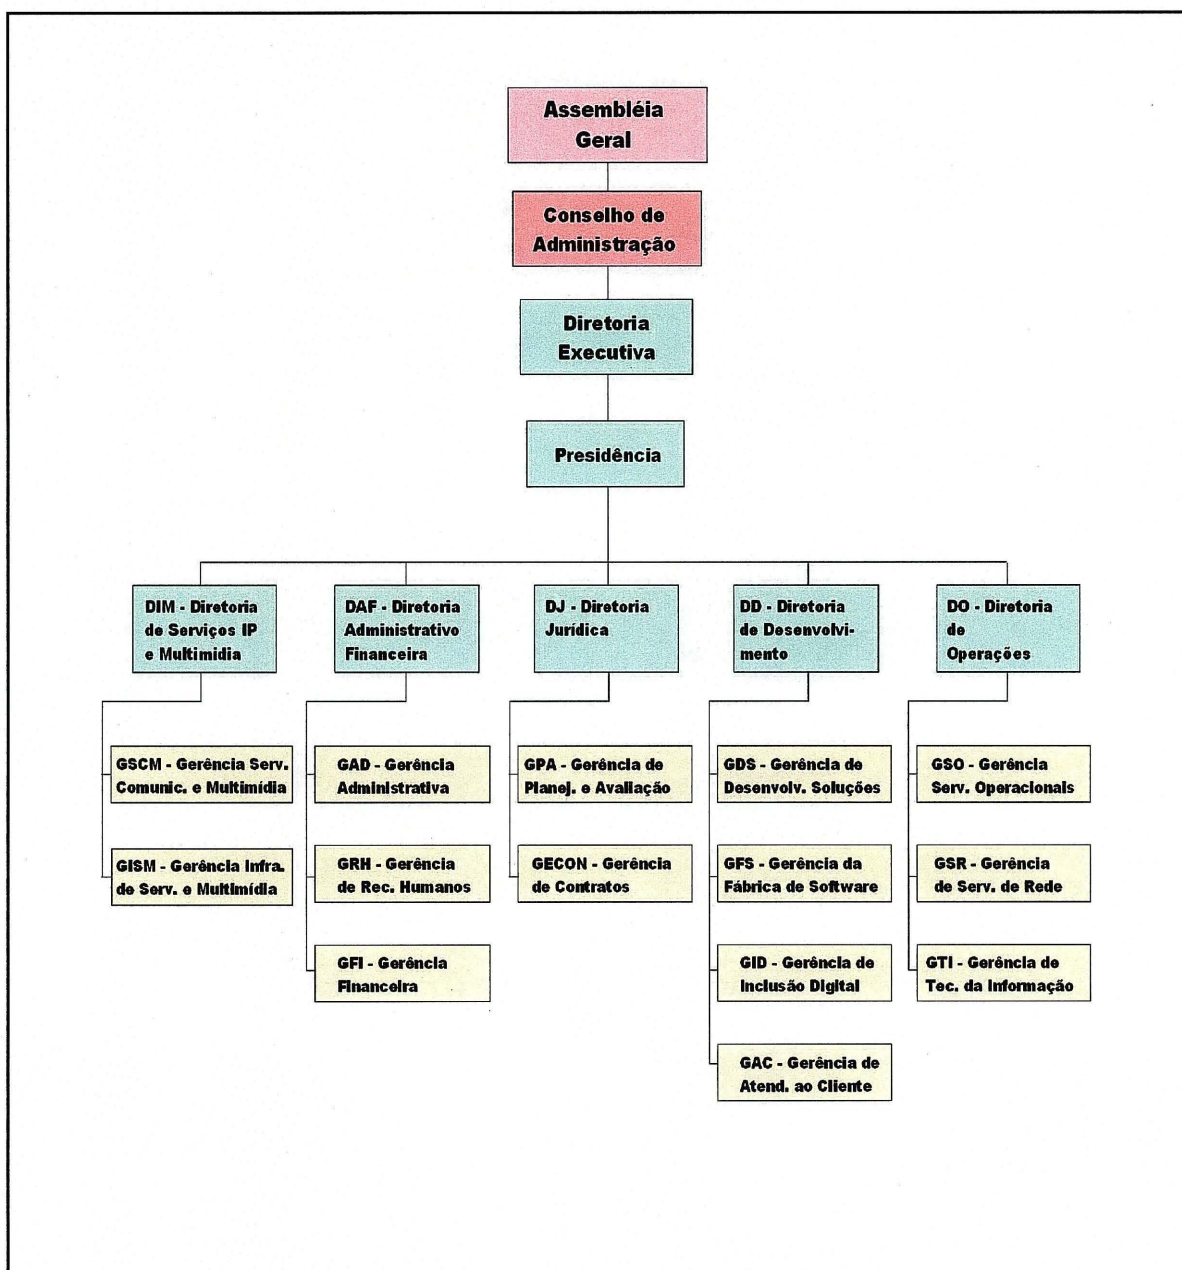 Assembléia
Geral
Conselho de
Administração
Diretoria
Executiva
Presidência
DIM - Diretoria
de Serviços IP
e Multimidia
DAF - Diretoria
Administrativo
Financeira
DJ - Diretoria
Jurídica
DD - Diretoria
de Desenvolvi-
mento
DO - Diretoria
de
Operações
GSCM - Gerência Serv.
Comunic. e Multimídia
GISM - Gerência Infra.
de Serv. e Multimídia
GAD - Gerência
Administrativa
GRH - Gerência
de Rec. Humanos
GFI - Gerência
Financeira
GPA - Gerência de
Planej. e Avaliação
GECON - Gerência
de Contratos
GDS - Gerência de
Desenvolv. Soluções
GFS - Gerência da
Fábrica de Software
GID - Gerência de
Inclusão Digital
GAC - Gerência de
Atend. ao Cliente
GSO - Gerência
Serv. Operacionais
GSR - Gerência
de Serv. de Rede
GTI - Gerência de
Tec. da Informação